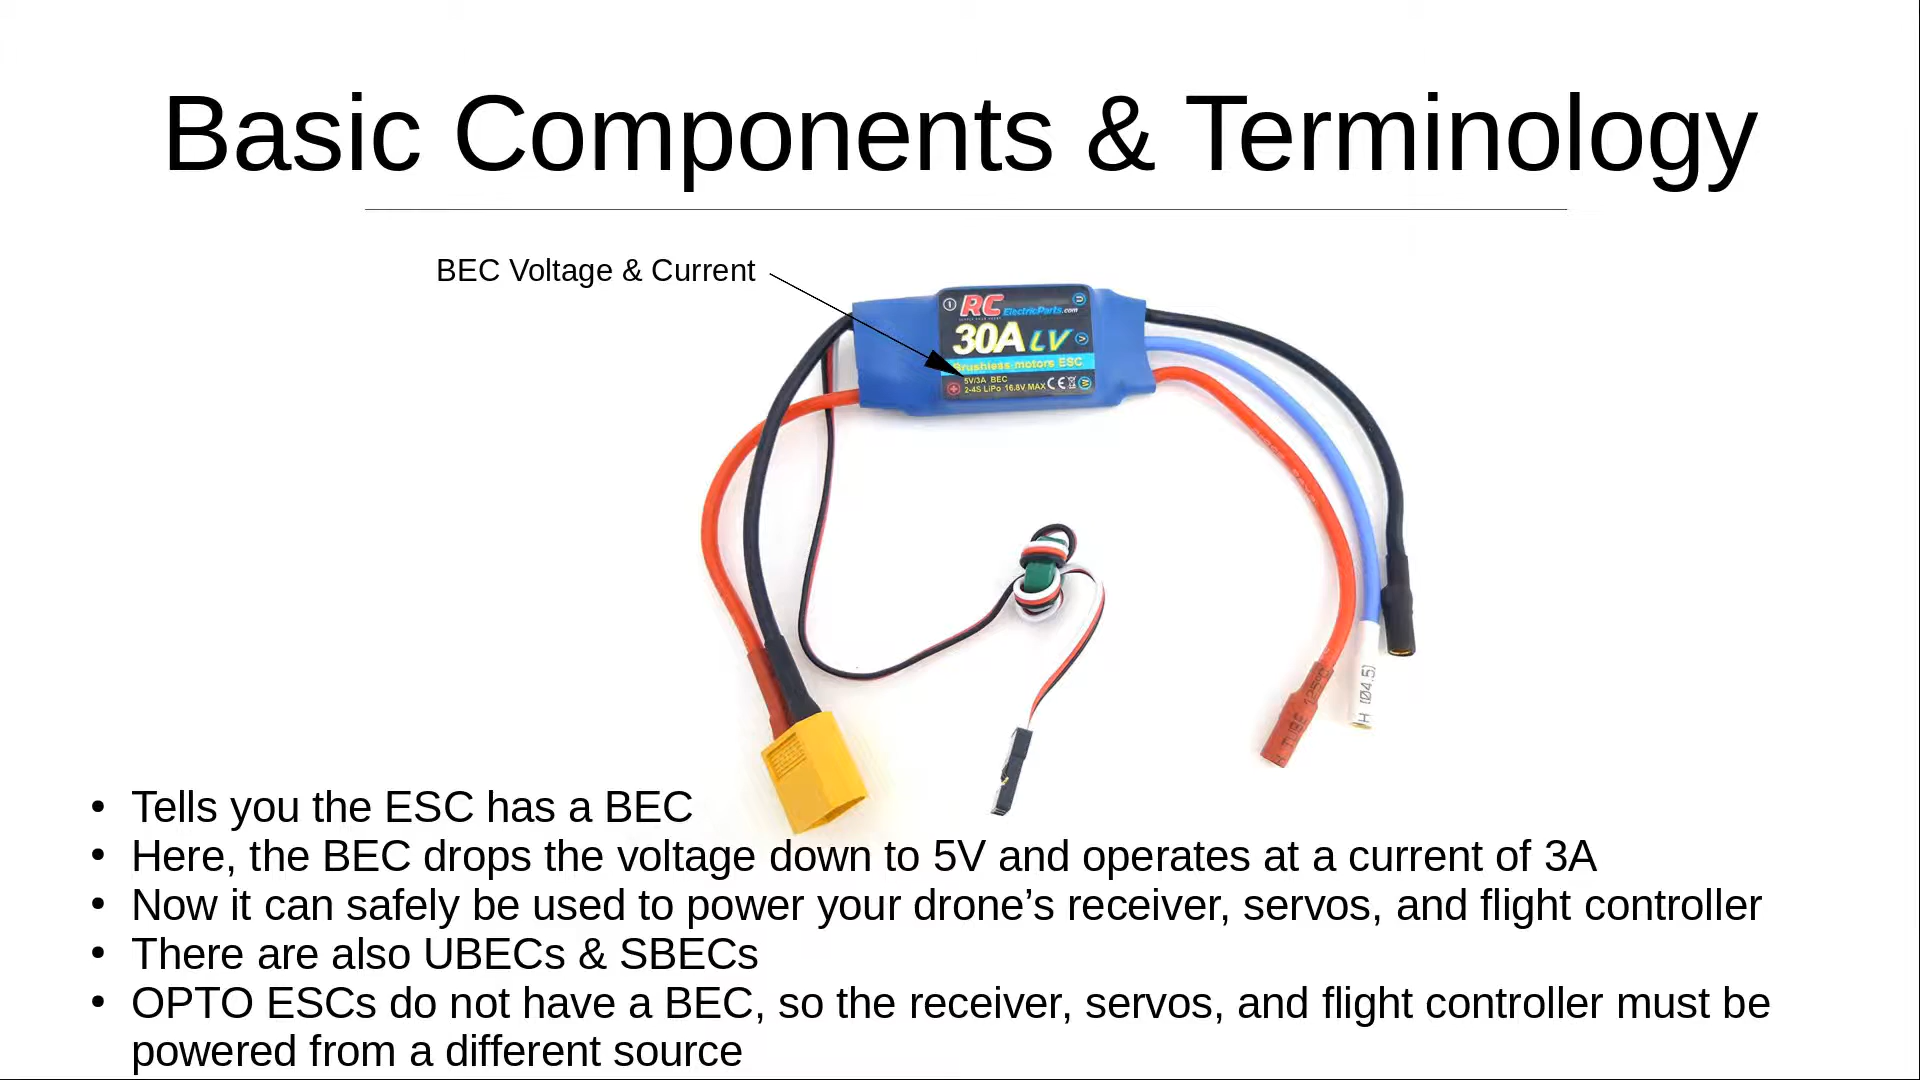 Basic Components & Terminology
BEC Voltage & Current
RC
ElectricParts.com
30A LV
Brushless motors ESC
5V/3A BEC
2-4S LiPo 16.8V MAX
U
V
W
H TUBE 125°C
H (Ø4.5)
• Tells you the ESC has a BEC
• Here, the BEC drops the voltage down to 5V and operates at a current of 3A
• Now it can safely be used to power your drone’s receiver, servos, and flight controller
• There are also UBECs & SBECs
• OPTO ESCs do not have a BEC, so the receiver, servos, and flight controller must be
powered from a different source